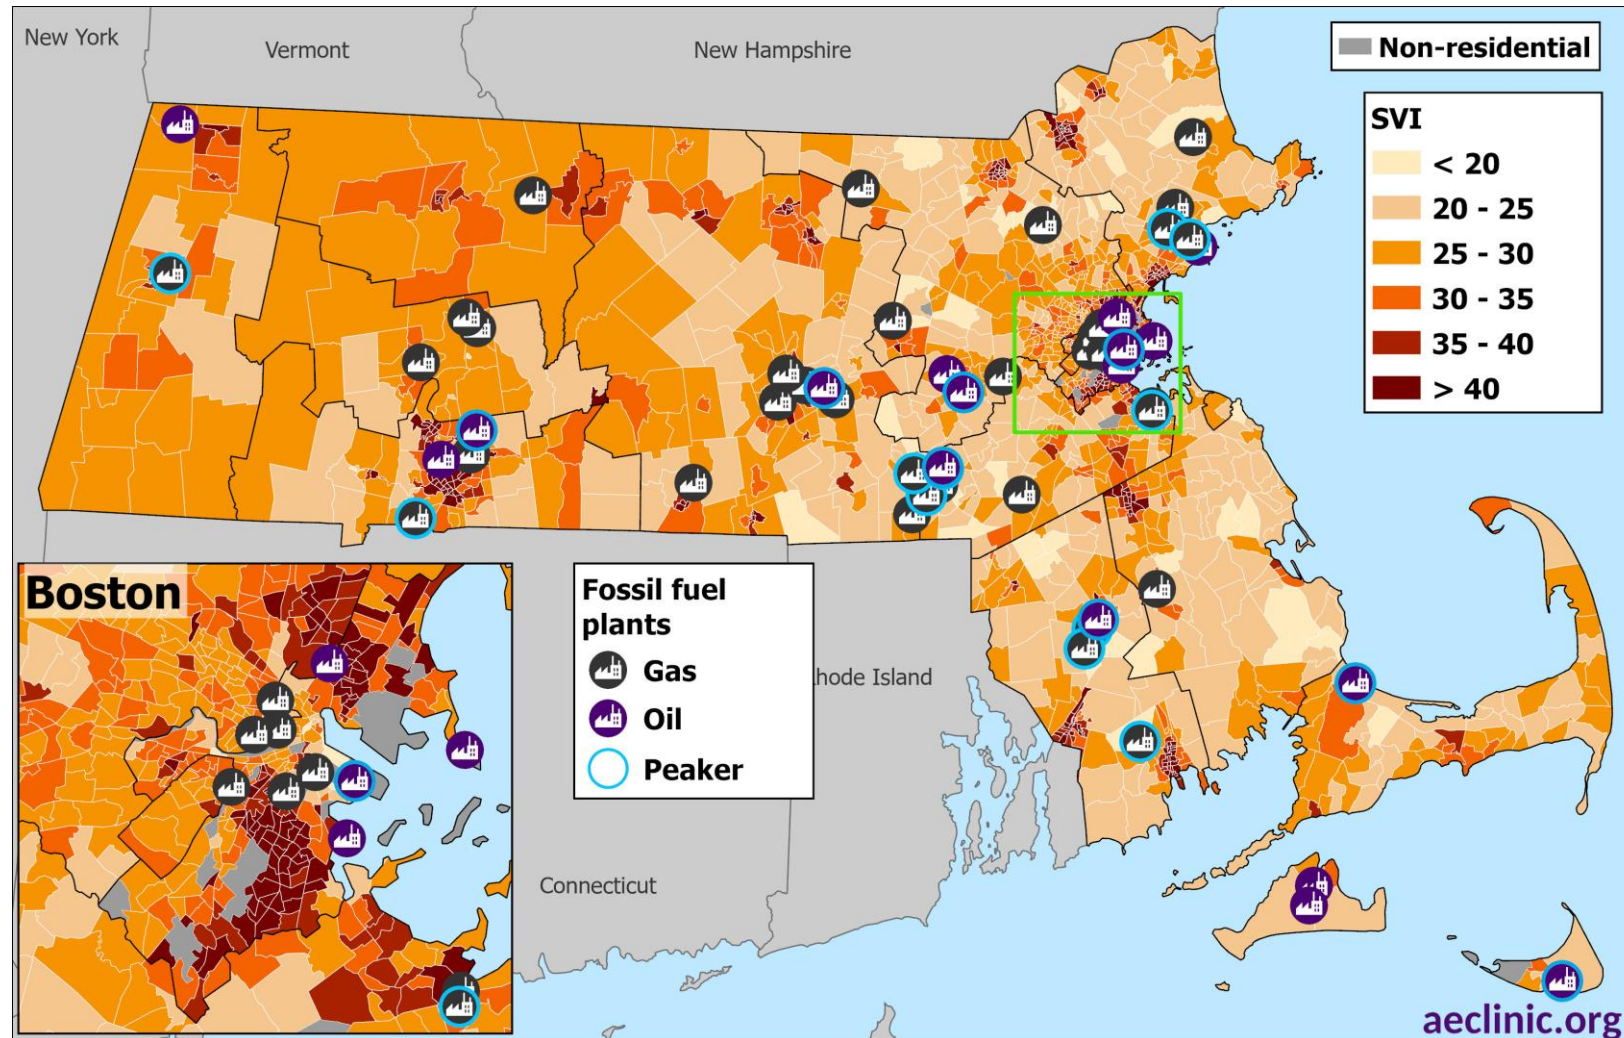 New York
Vermont
New Hampshire
Non-residential
SVI
< 20
20 - 25
25 - 30
30 - 35
35 - 40
> 40
Boston
Fossil fuel
plants
Gas
Oil
Peaker
hode Island
Connecticut
aeclinic.org